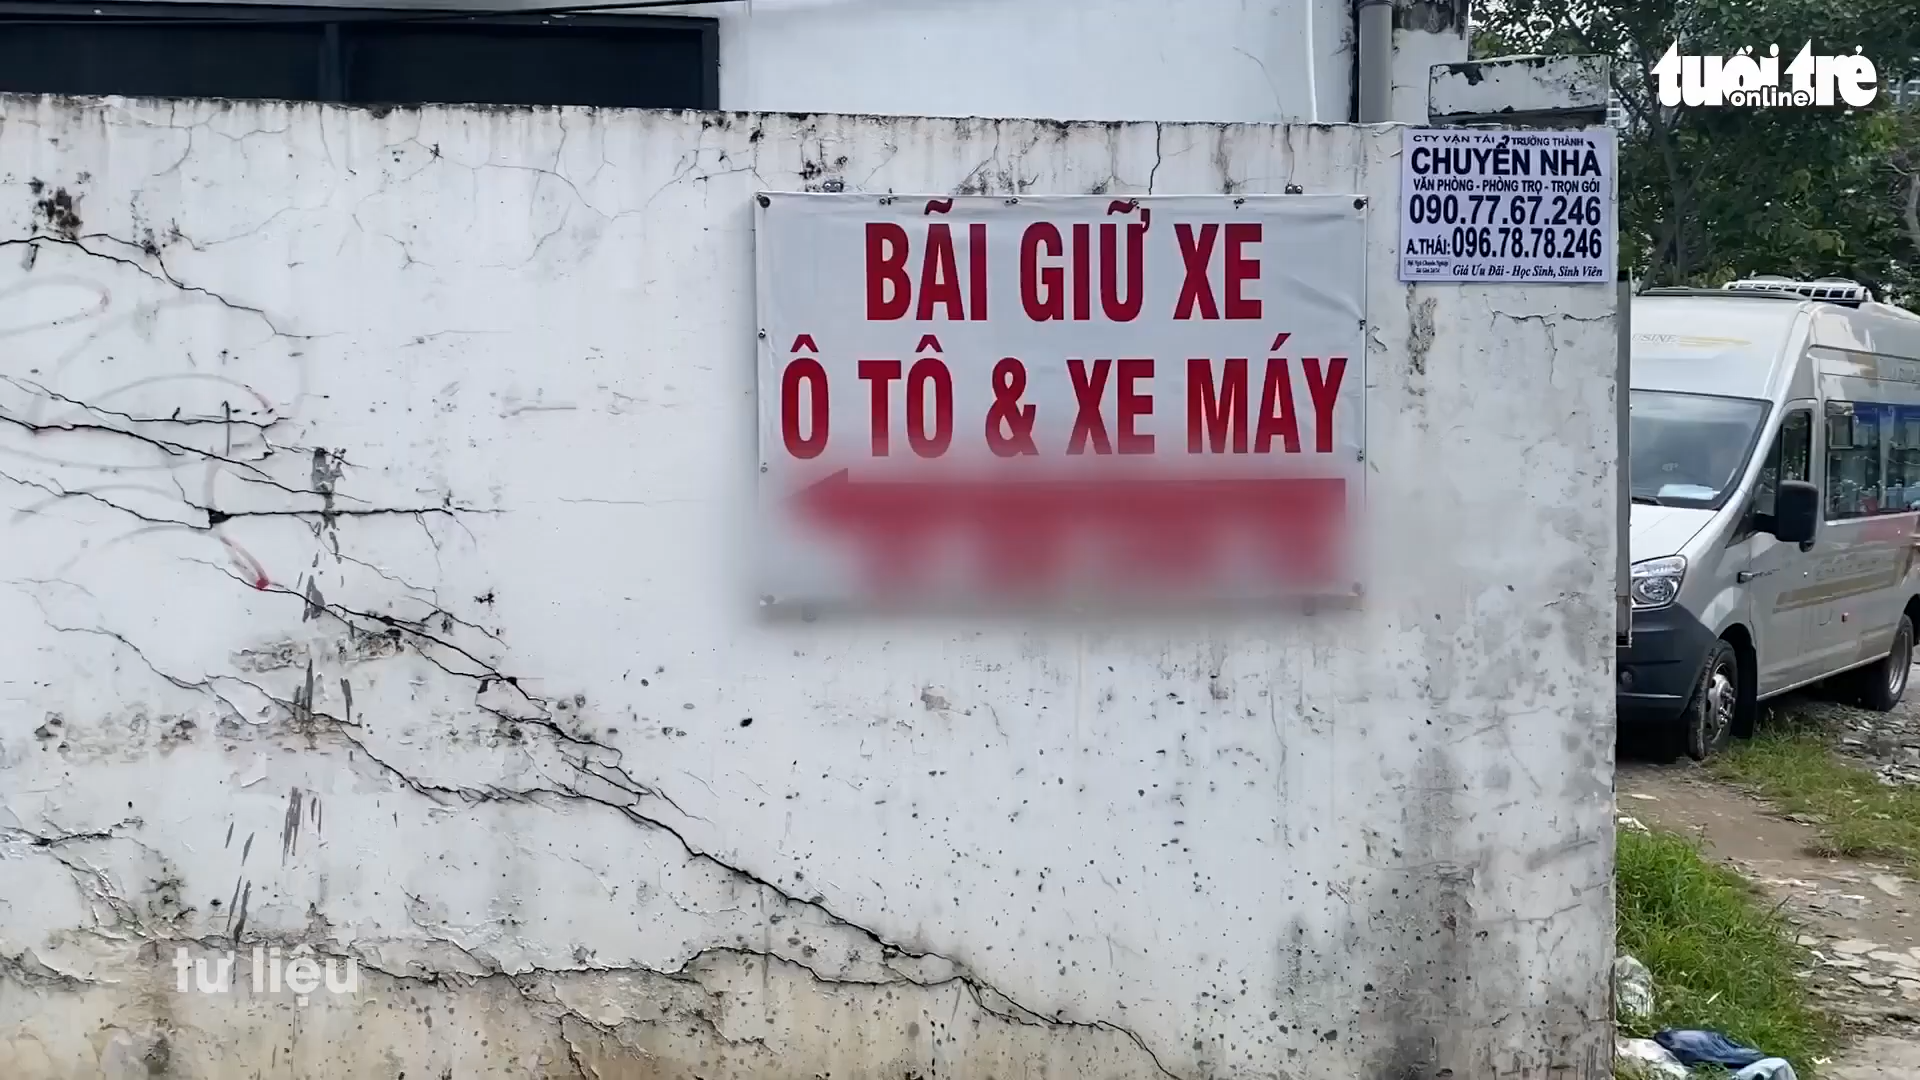 tuổi trẻ
online
CTY VẬN TẢI TRƯỜNG THÀNH
CHUYỂN NHÀ
VĂN PHÒNG - PHÒNG TRỌ - TRỌN GÓI
090.77.67.246
A.THÁI: 096.78.78.246
Giá Ưu Đãi - Học Sinh, Sinh Viên
BÃI GIỮ XE
Ô TÔ & XE MÁY
tư liệu